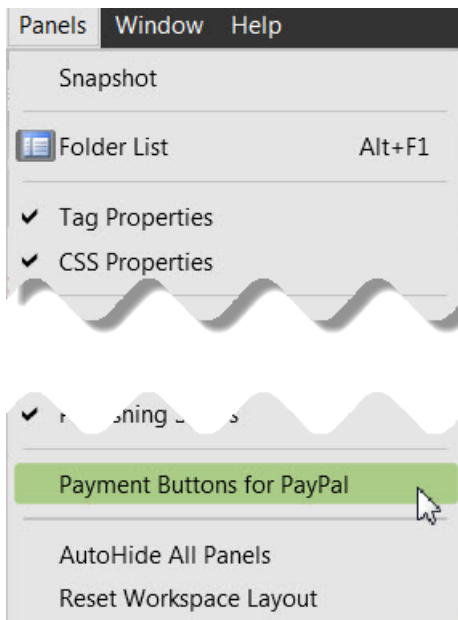 Panels Window Help
Snapshot
Folder List Alt+F1
Tag Properties
CSS Properties
Payment Buttons for PayPal
AutoHide All Panels
Reset Workspace Layout